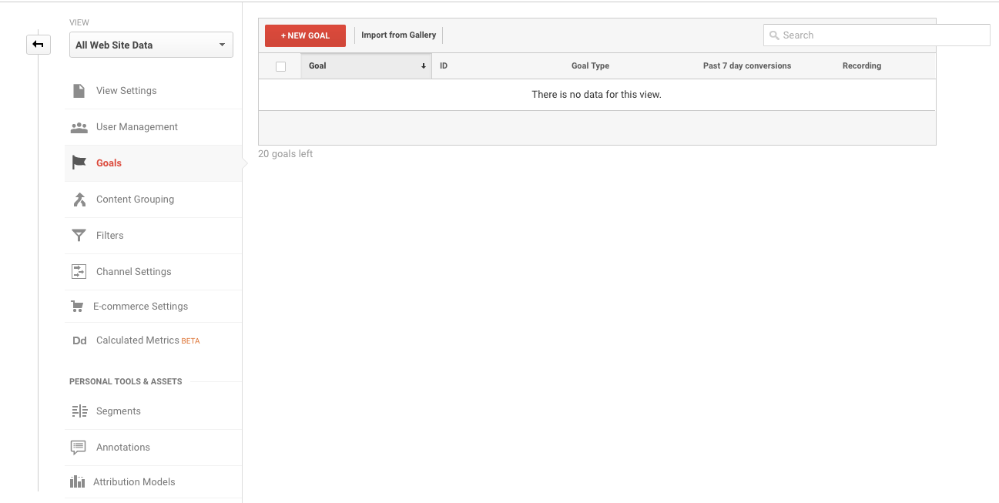 VIEW
All Web Site Data
View Settings
User Management
Goals
Content Grouping
Filters
Channel Settings
E-commerce Settings
Dd Calculated Metrics BETA
PERSONAL TOOLS & ASSETS
Segments
Annotations
Attribution Models
+ NEW GOAL Import from Gallery Search
Goal ID Goal Type Past 7 day conversions Recording
There is no data for this view.
20 goals left